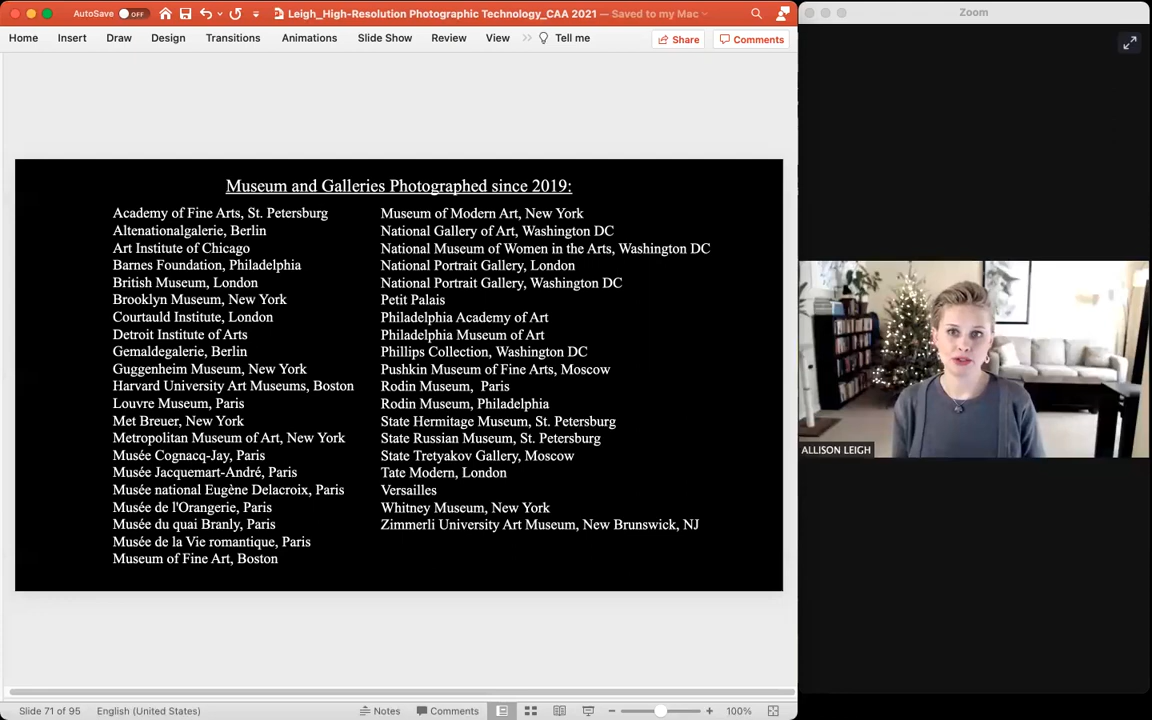 AutoSave OFF
Leigh_High-Resolution Photographic Technology_CAA 2021 — Saved to my Mac
Home Insert Draw Design Transitions Animations Slide Show Review View Tell me Share Comments
Museum and Galleries Photographed since 2019:
Academy of Fine Arts, St. Petersburg
Altenationalgalerie, Berlin
Art Institute of Chicago
Barnes Foundation, Philadelphia
British Museum, London
Brooklyn Museum, New York
Courtauld Institute, London
Detroit Institute of Arts
Gemaldegalerie, Berlin
Guggenheim Museum, New York
Harvard University Art Museums, Boston
Louvre Museum, Paris
Met Breuer, New York
Metropolitan Museum of Art, New York
Musée Cognacq-Jay, Paris
Musée Jacquemart-André, Paris
Musée national Eugène Delacroix, Paris
Musée de l'Orangerie, Paris
Musée du quai Branly, Paris
Musée de la Vie romantique, Paris
Museum of Fine Art, Boston
Museum of Modern Art, New York
National Gallery of Art, Washington DC
National Museum of Women in the Arts, Washington DC
National Portrait Gallery, London
National Portrait Gallery, Washington DC
Petit Palais
Philadelphia Academy of Art
Philadelphia Museum of Art
Phillips Collection, Washington DC
Pushkin Museum of Fine Arts, Moscow
Rodin Museum, Paris
Rodin Museum, Philadelphia
State Hermitage Museum, St. Petersburg
State Russian Museum, St. Petersburg
State Tretyakov Gallery, Moscow
Tate Modern, London
Versailles
Whitney Museum, New York
Zimmerli University Art Museum, New Brunswick, NJ
Slide 71 of 95 English (United States) Notes Comments 100%
Zoom
ALLISON LEIGH